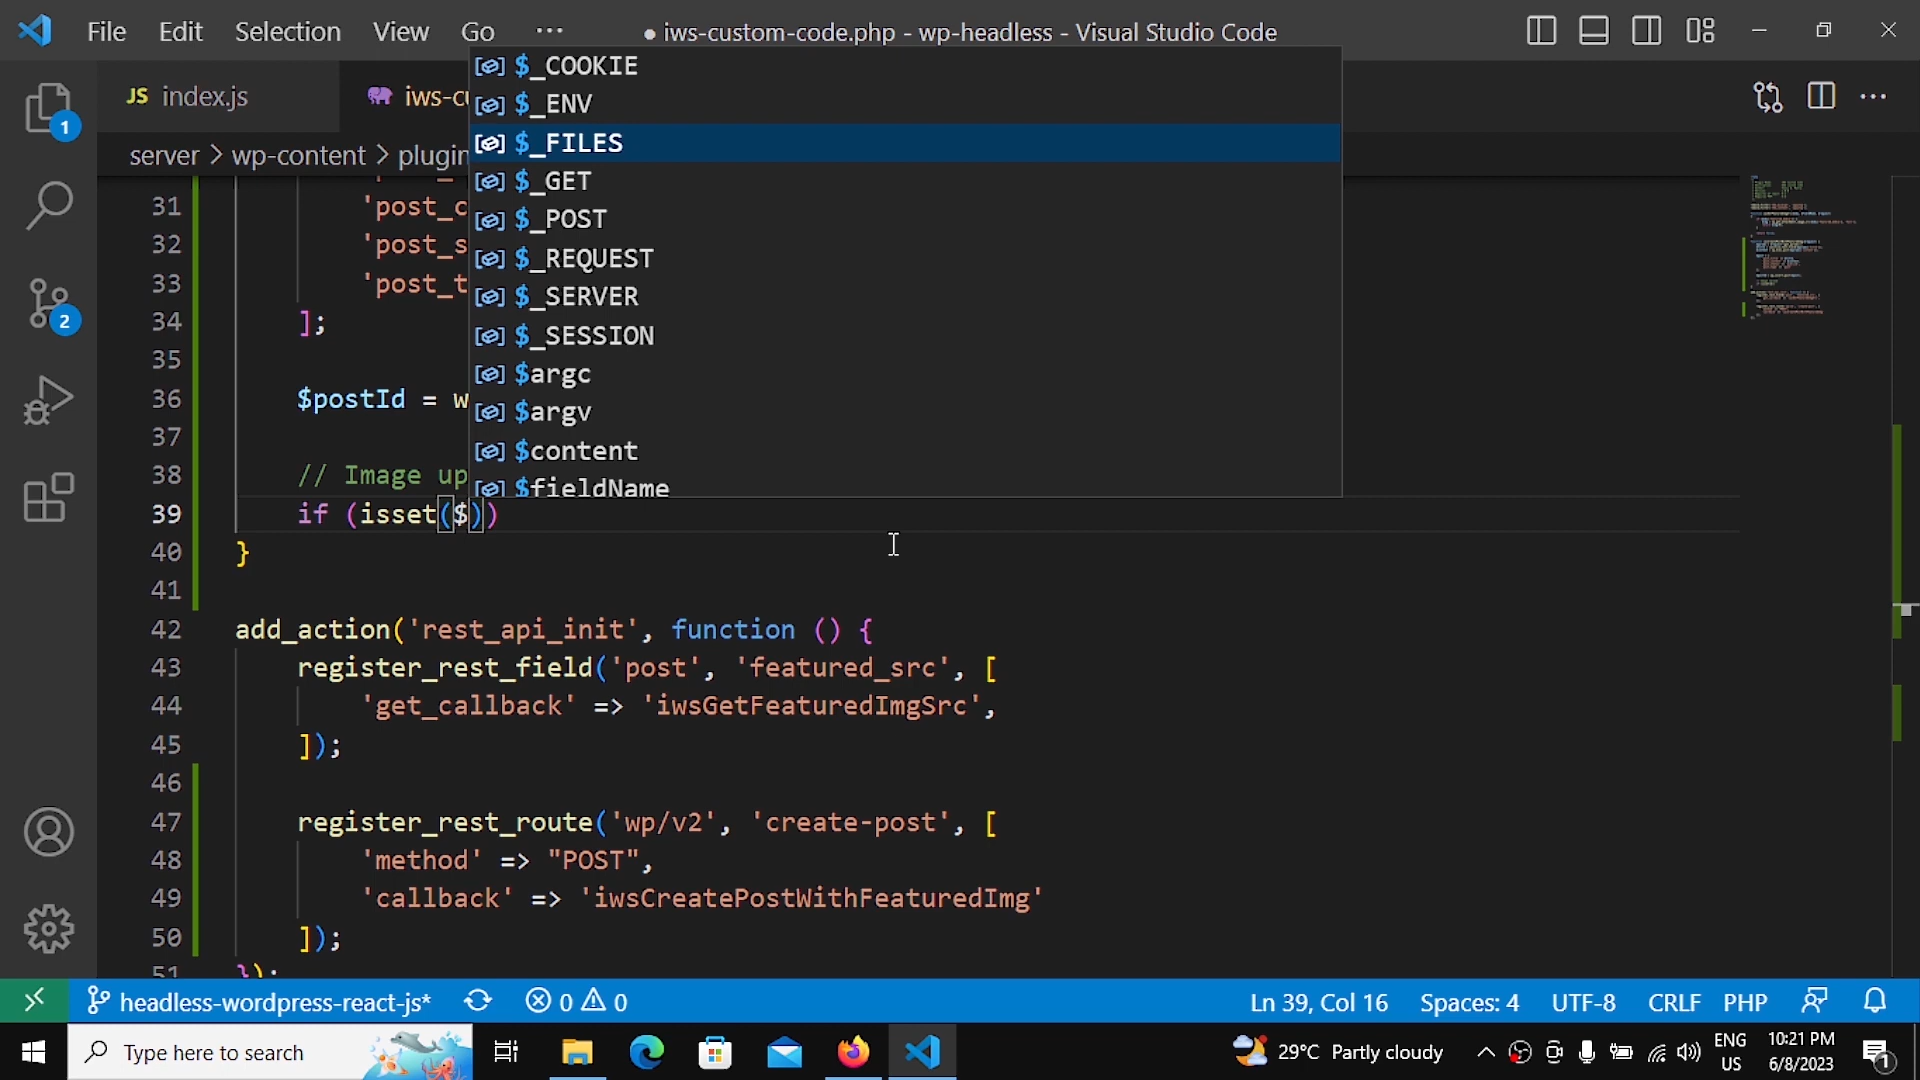 File Edit Selection View Go ··· ● iws-custom-code.php - wp-headless - Visual Studio Code
JS index.js iws-cu
1
server > wp-content > plugin
$_COOKIE
$_ENV
$_FILES
$_GET
$_POST
$_REQUEST
$_SERVER
$_SESSION
$argc
$argv
$content
$fieldName
2
31 'post_c
32 'post_s
33 'post_t
34 ];
35
36 $postId = w
37
38 // Image up
39 if (isset($))
40 }
41
42 add_action('rest_api_init', function () {
43 register_rest_field('post', 'featured_src', [
44 'get_callback' => 'iwsGetFeaturedImgSrc',
45 ]);
46
47 register_rest_route('wp/v2', 'create-post', [
48 'method' => "POST",
49 'callback' => 'iwsCreatePostWithFeaturedImg'
50 ]);
51 });
headless-wordpress-react-js* 0 0 Ln 39, Col 16 Spaces: 4 UTF-8 CRLF PHP
Type here to search 29°C Partly cloudy ENG US 10:21 PM 6/8/2023 1